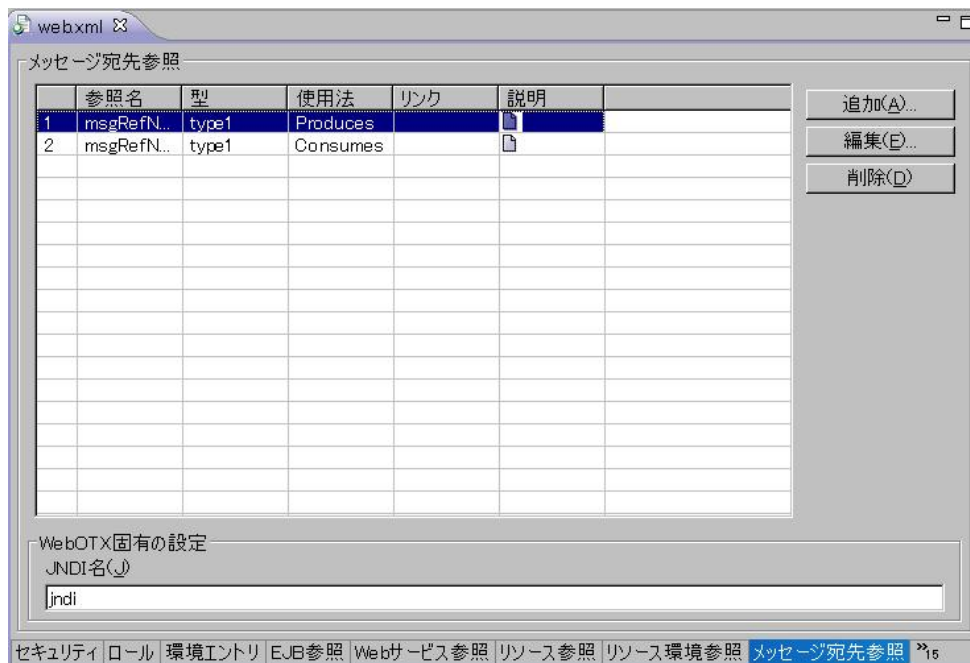 web.xml
メッセージ宛先参照
参照名 型 使用法 リンク 説明
1 msgRefN... type1 Produces
2 msgRefN... type1 Consumes
追加(A)...
編集(E)...
削除(D)
WebOTX固有の設定
JNDI名(J)
jndi
セキュリティ ロール 環境エントリ EJB参照 Webサービス参照 リソース参照 リソース環境参照 メッセージ宛先参照 »15